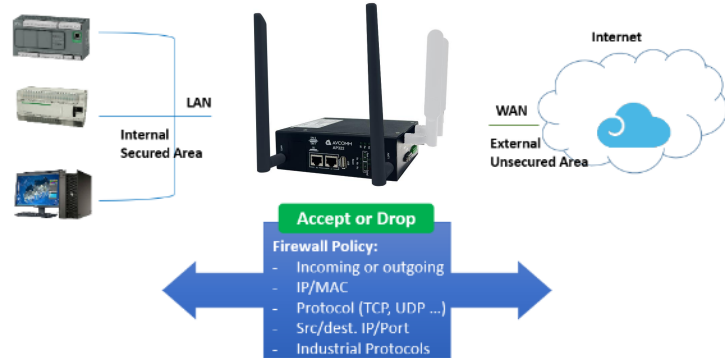 Internet
LAN
WAN
Internal
Secured Area
External
Unsecured Area
AVCOMM
Accept or Drop
Firewall Policy:
- Incoming or outgoing
- IP/MAC
- Protocol (TCP, UDP ...)
- Src/dest. IP/Port
- Industrial Protocols